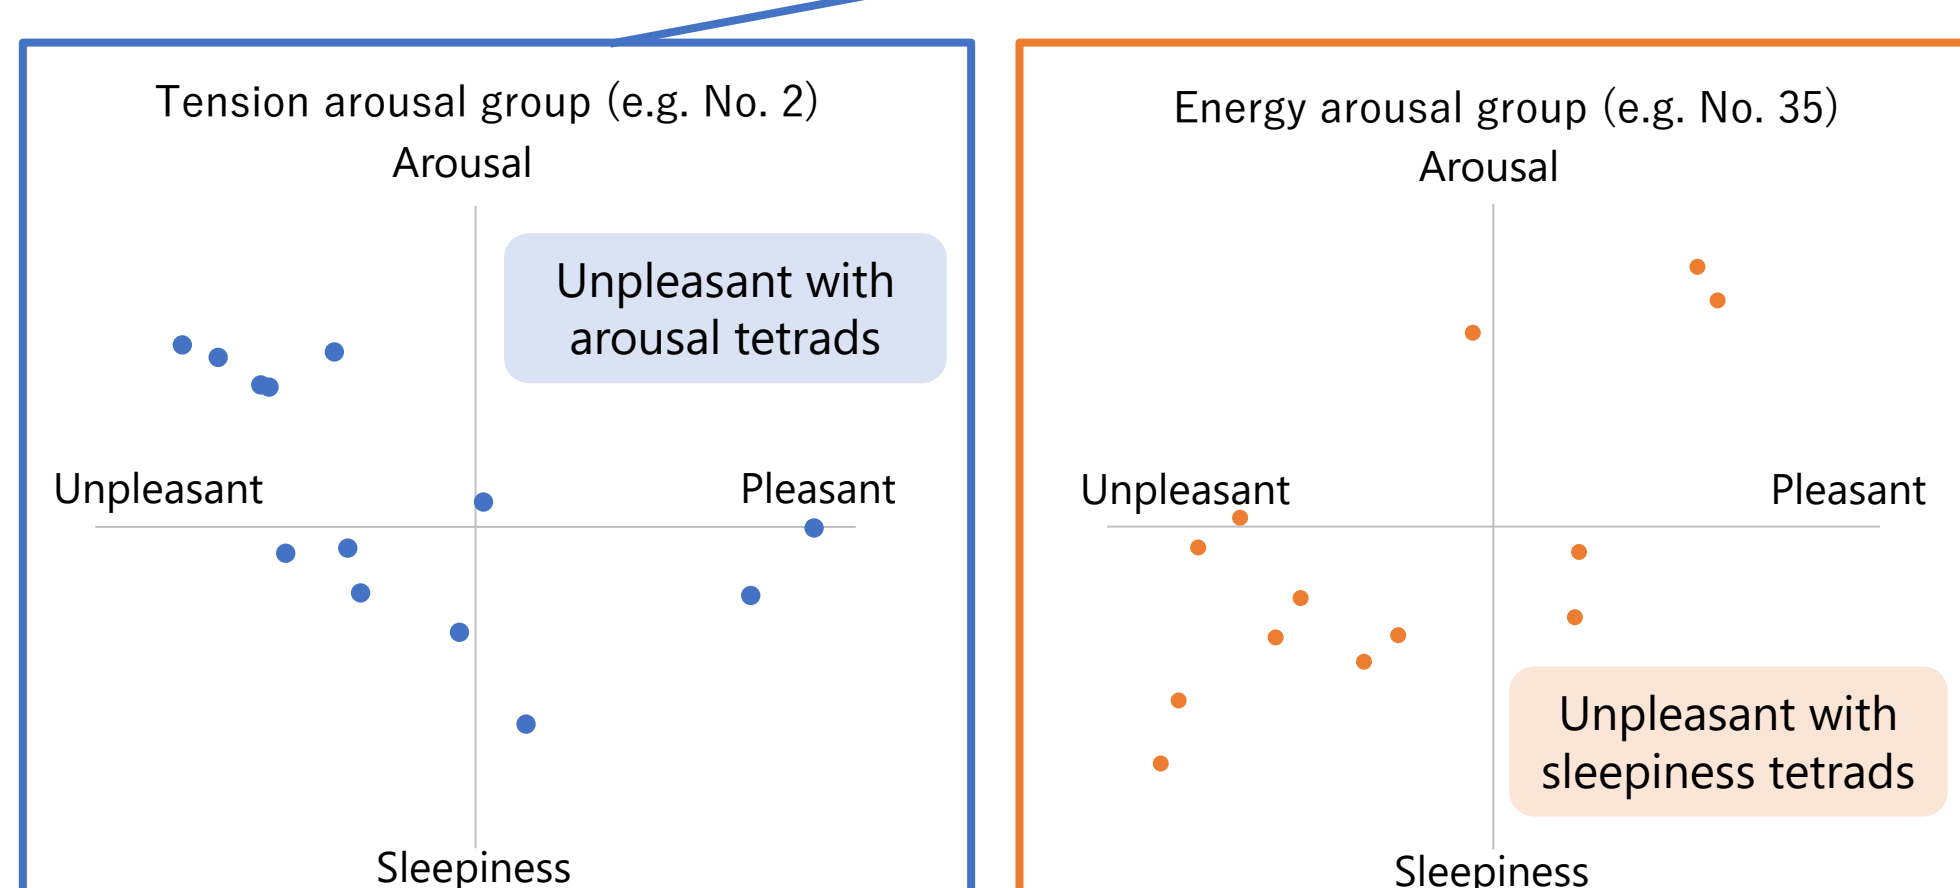 Tension arousal group (e.g. No. 2)
Arousal
Unpleasant with
arousal tetrads
Unpleasant
Pleasant
Sleepiness
Energy arousal group (e.g. No. 35)
Arousal
Unpleasant
Pleasant
Unpleasant with
sleepiness tetrads
Sleepiness